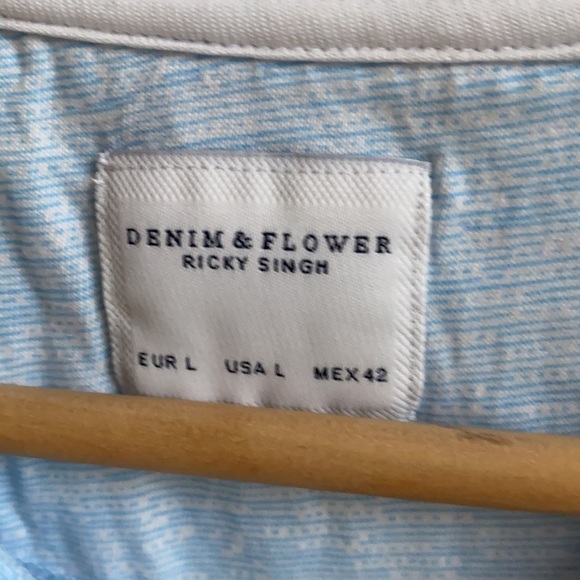 DENIM & FLOWER
RICKY SINGH
EUR L USA L MEX 42